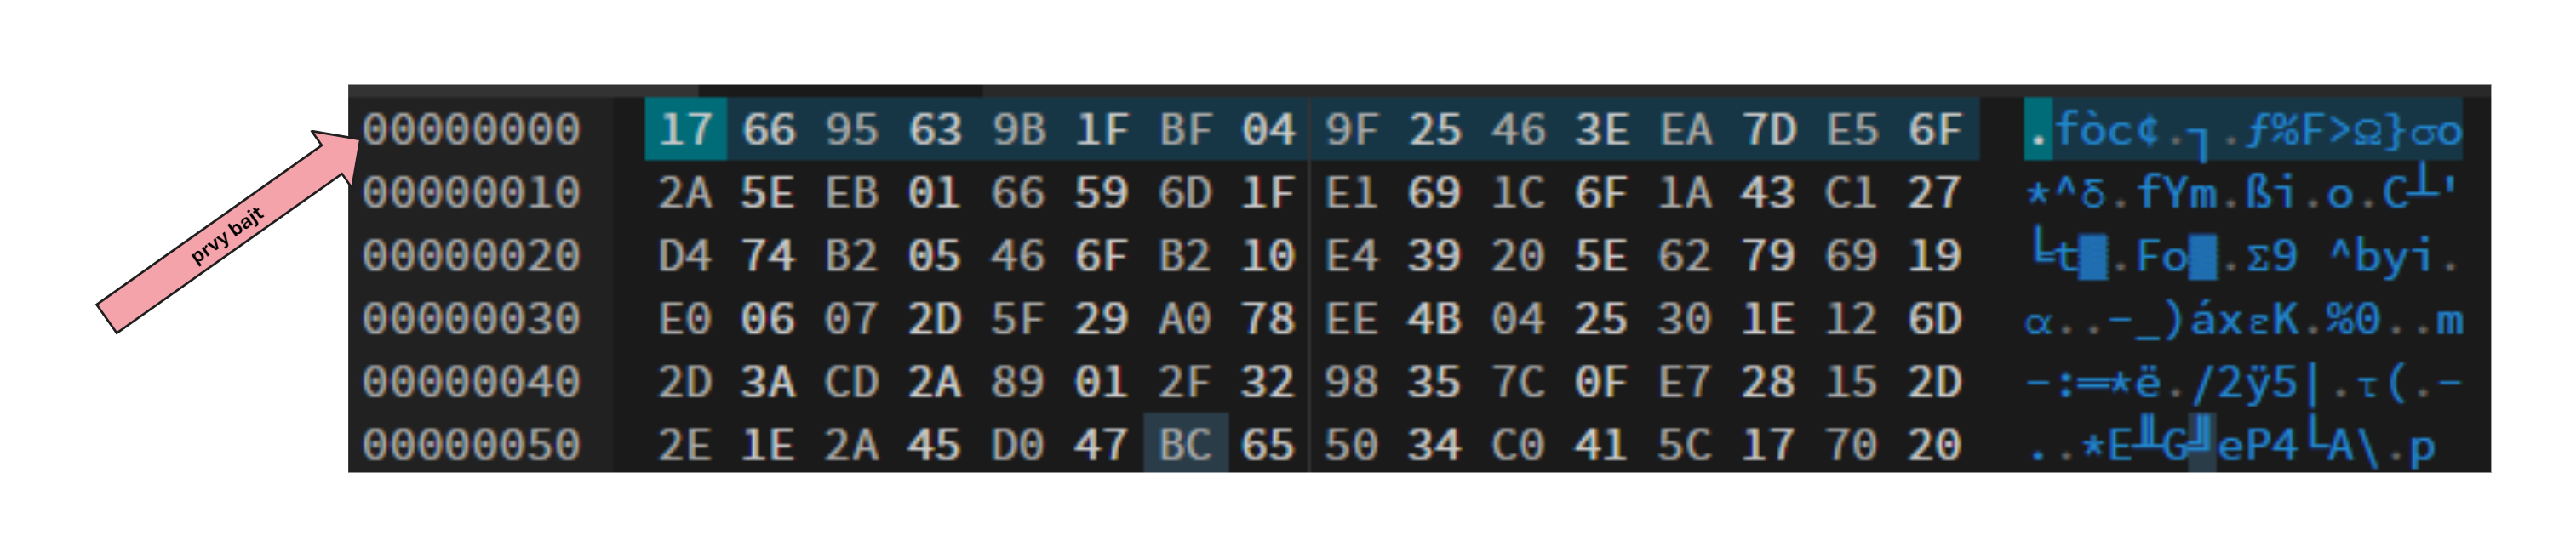 prvy bajt
00000000 17 66 95 63 9B 1F BF 04 9F 25 46 3E EA 7D E5 6F .fòc¢.┐.ƒ%F>Ω}σo
00000010 2A 5E EB 01 66 59 6D 1F E1 69 1C 6F 1A 43 C1 27 *^δ.fYm.ßi.o.C┴'
00000020 D4 74 B2 05 46 6F B2 10 E4 39 20 5E 62 79 69 19 ╘t▓.Fo▓.Σ9 ^byi.
00000030 E0 06 07 2D 5F 29 A0 78 EE 4B 04 25 30 1E 12 6D α..-_)áxεK.%0..m
00000040 2D 3A CD 2A 89 01 2F 32 98 35 7C 0F E7 28 15 2D -:═*ë./2ÿ5|.τ(.-
00000050 2E 1E 2A 45 D0 47 BC 65 50 34 C0 41 5C 17 70 20 ..*E╨G╝eP4└A\.p